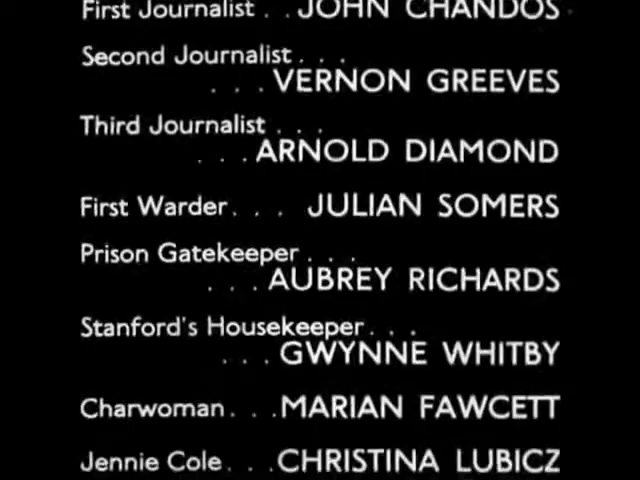 First Journalist . . JOHN CHANDOS
Second Journalist . . .
. . . VERNON GREEVES
Third Journalist . . .
. . . ARNOLD DIAMOND
First Warder . . . JULIAN SOMERS
Prison Gatekeeper . . .
. . . AUBREY RICHARDS
Stanford's Housekeeper . . .
. . . GWYNNE WHITBY
Charwoman . . . MARIAN FAWCETT
Jennie Cole . . . CHRISTINA LUBICZ